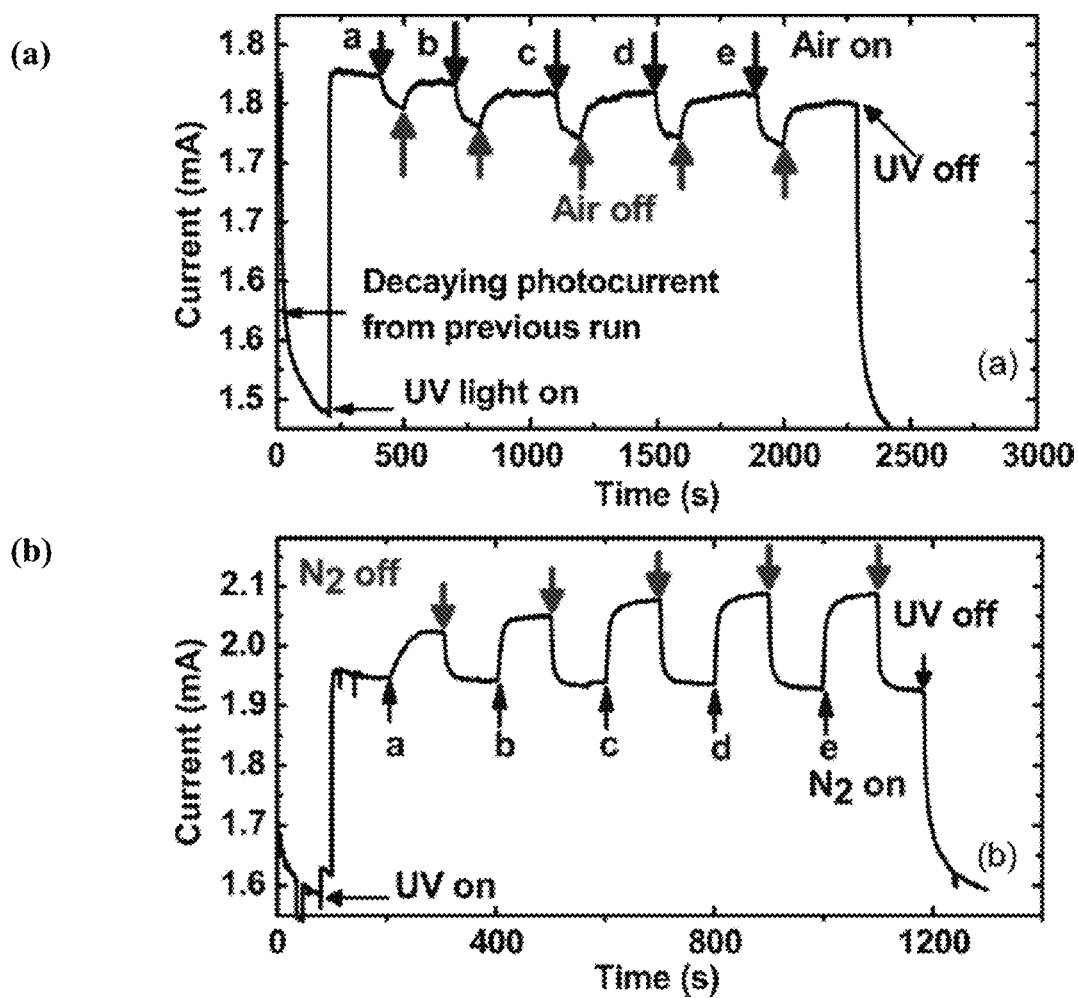 (a)
a b c d e Air on
1.8
1.8
1.7
1.7
1.6
1.6
1.5
Current (mA)
UV off
Air off
Decaying photocurrent
from previous run
UV light on
(a)
0 500 1000 1500 2000 2500 3000
Time (s)
(b)
N2 off
2.1
2.0
1.9
1.8
1.7
1.6
Current (mA)
UV off
a b c d e
N2 on
UV on
(b)
0 400 800 1200
Time (s)